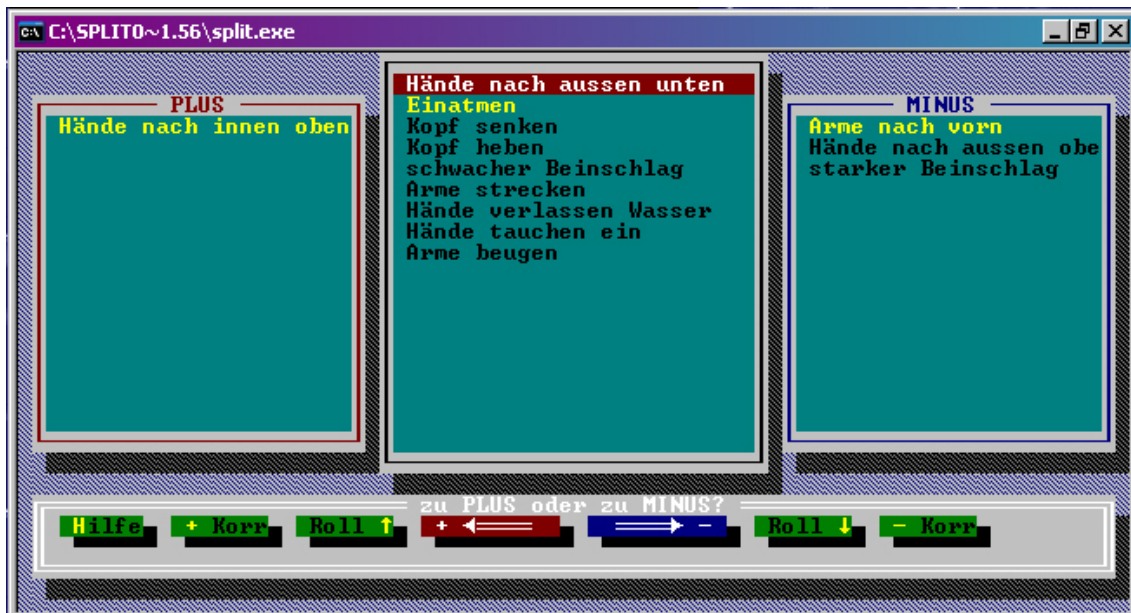 C:\SPLIT0~1.56\split.exe
PLUS
Hände nach innen oben
Hände nach aussen unten
Einatmen
Kopf senken
Kopf heben
schwacher Beinschlag
Arme strecken
Hände verlassen Wasser
Hände tauchen ein
Arme beugen
MINUS
Arme nach vorn
Hände nach aussen obe
starker Beinschlag
zu PLUS oder zu MINUS?
Hilfe + Korr Roll ↑ + ⟸ ⟹ - Roll ↓ - Korr